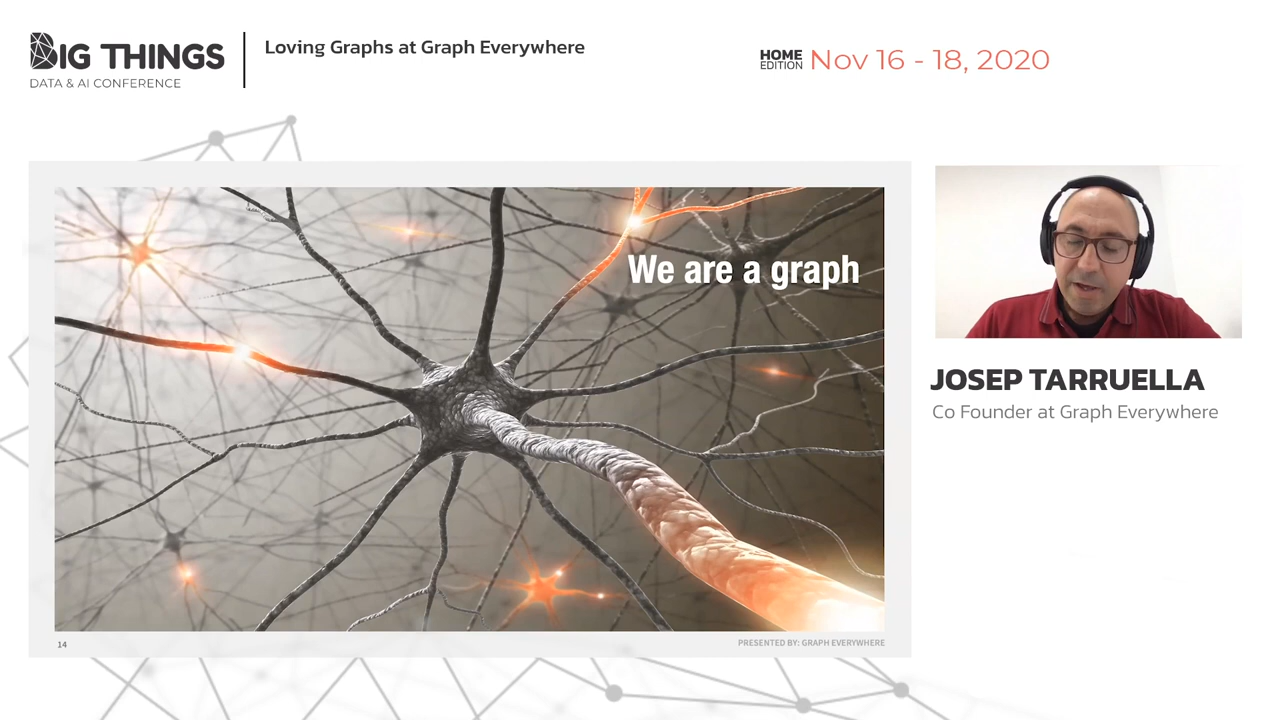 BIG THINGS
DATA & AI CONFERENCE
Loving Graphs at Graph Everywhere
HOME
EDITION
Nov 16 - 18, 2020
We are a graph
JOSEP TARRUELLA
Co Founder at Graph Everywhere
14
PRESENTED BY: GRAPH EVERYWHERE